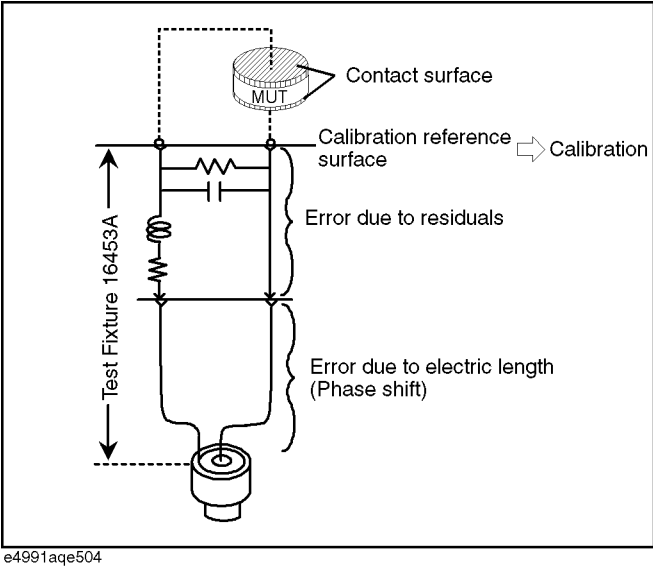 Contact surface
MUT
Calibration reference
surface
Calibration
Error due to residuals
Test Fixture 16453A
Error due to electric length
(Phase shift)
e4991aqe504